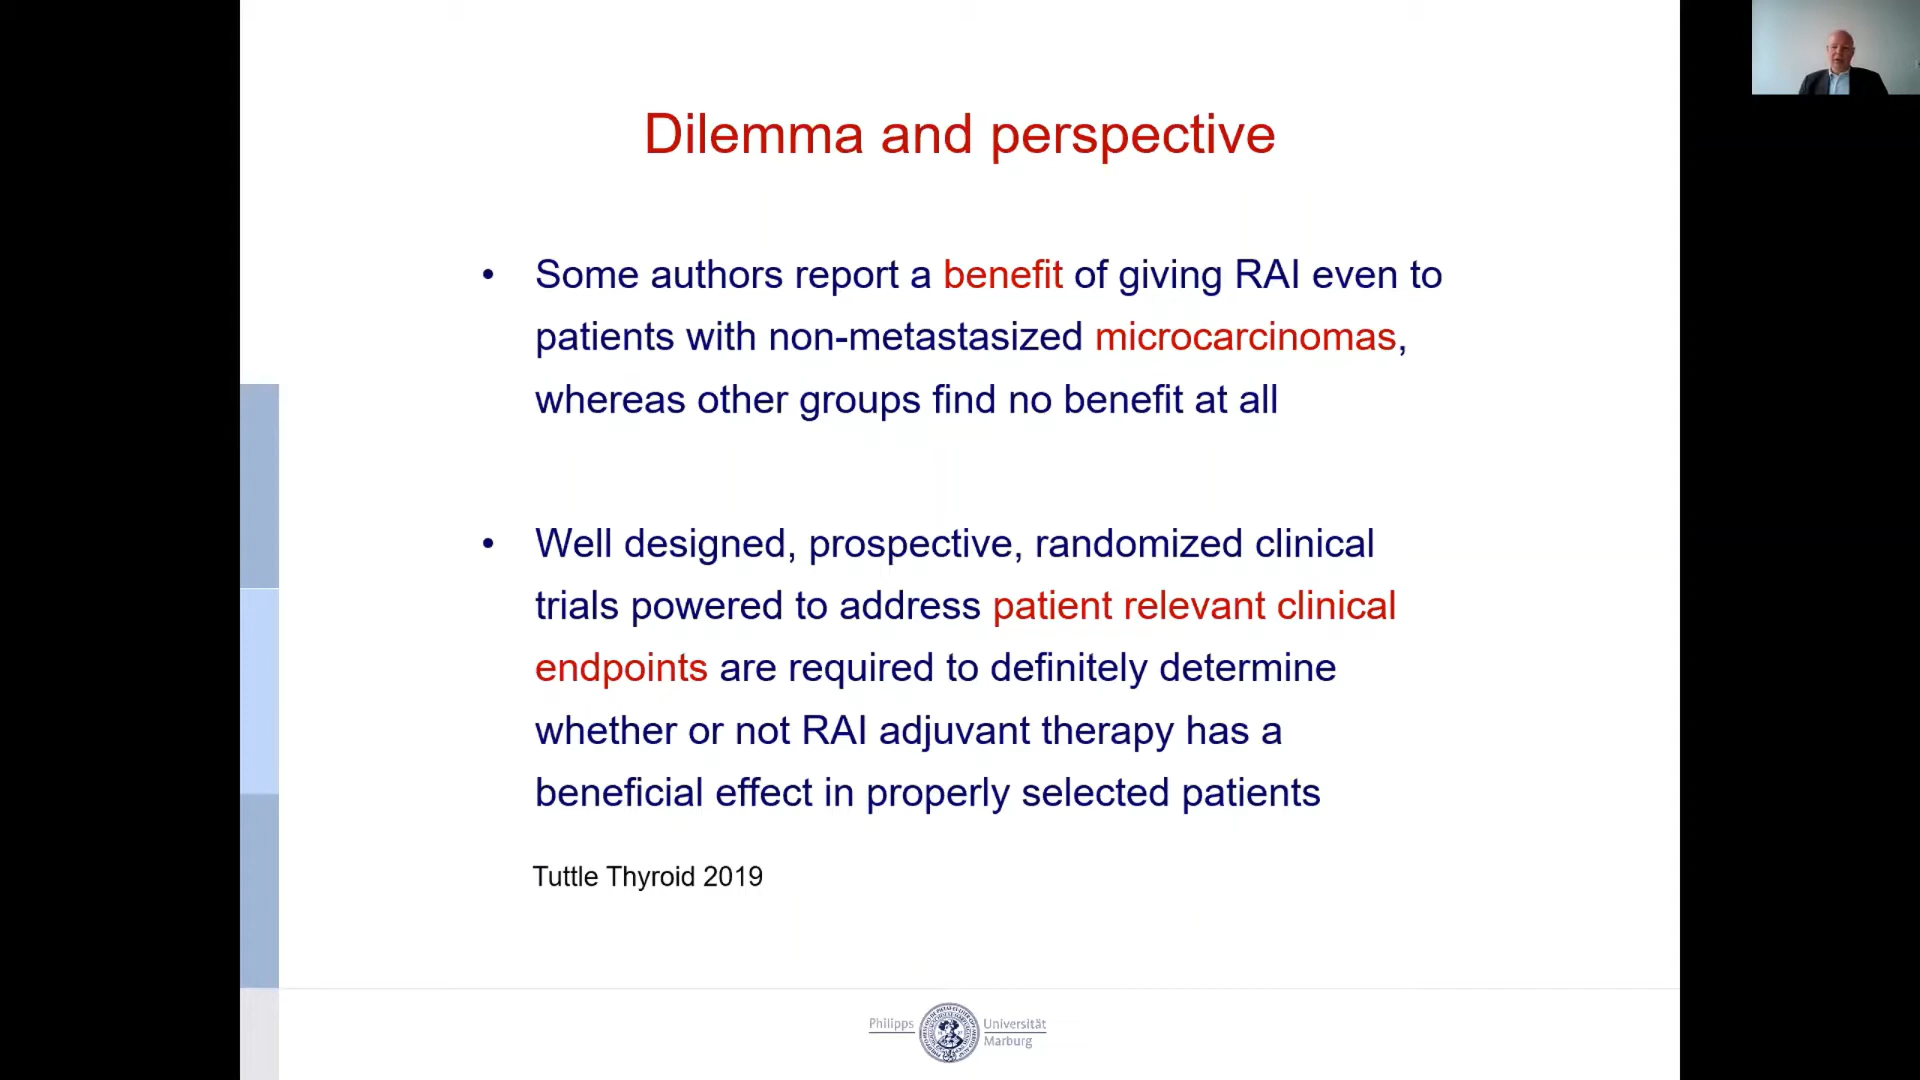 Dilemma and perspective
• Some authors report a benefit of giving RAI even to
patients with non-metastasized microcarcinomas,
whereas other groups find no benefit at all
• Well designed, prospective, randomized clinical
trials powered to address patient relevant clinical
endpoints are required to definitely determine
whether or not RAI adjuvant therapy has a
beneficial effect in properly selected patients
Tuttle Thyroid 2019
Philipps Universität
Marburg